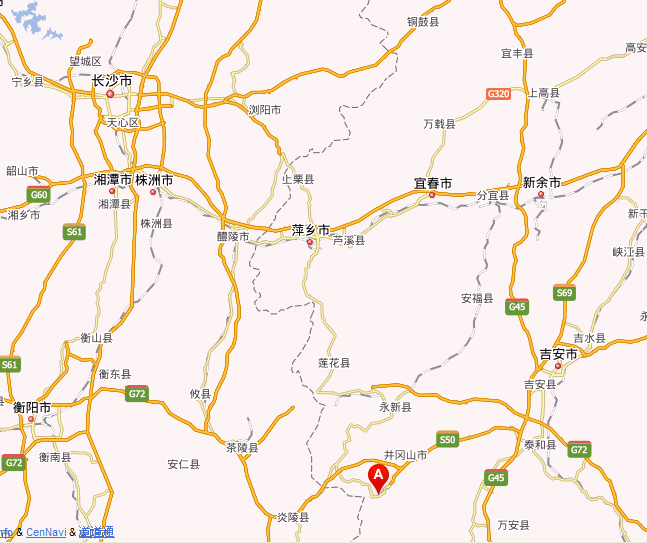 铜鼓县
宜丰县
高安
望城区
宁乡县
长沙市
G320
上高县
浏阳市
天心区
万载县
韶山市
湘潭市
株洲市
上栗县
宜春市
新余市
G60
分宜县
湘潭县
湘乡市
新干
株洲县
S61
醴陵市
萍乡市
芦溪县
峡江县
安福县
S69
G45
永
衡山县
吉水县
吉安市
S61
莲花县
衡东县
吉安县
G72
攸县
衡阳市
县
永新县
S50
茶陵县
泰和县
G72
井冈山市
衡南县
G72
安仁县
A
G45
炎陵县
万安县
nfo & CenNavi & 道道通